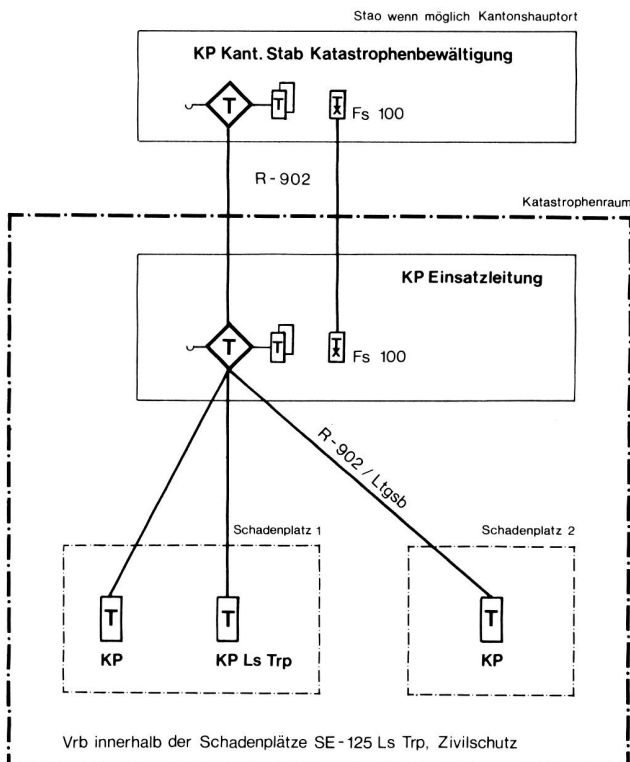 Stao wenn möglich Kantonshauptort
KP Kant. Stab Katastrophenbewältigung
T
T
T
Fs 100
R-902
Katastrophenraum
KP Einsatzleitung
T
T
T
Fs 100
R-902 / Ltgsb
Schadenplatz 1
Schadenplatz 2
T
T
T
KP
KP Ls Trp
KP
Vrb innerhalb der Schadenplätze SE-125 Ls Trp, Zivilschutz